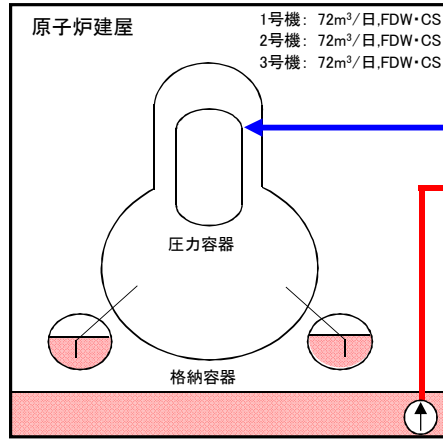 原子炉建屋
1号機: 72m³/日,FDW・CS
2号機: 72m³/日,FDW・CS
3号機: 72m³/日,FDW・CS
圧力容器
格納容器